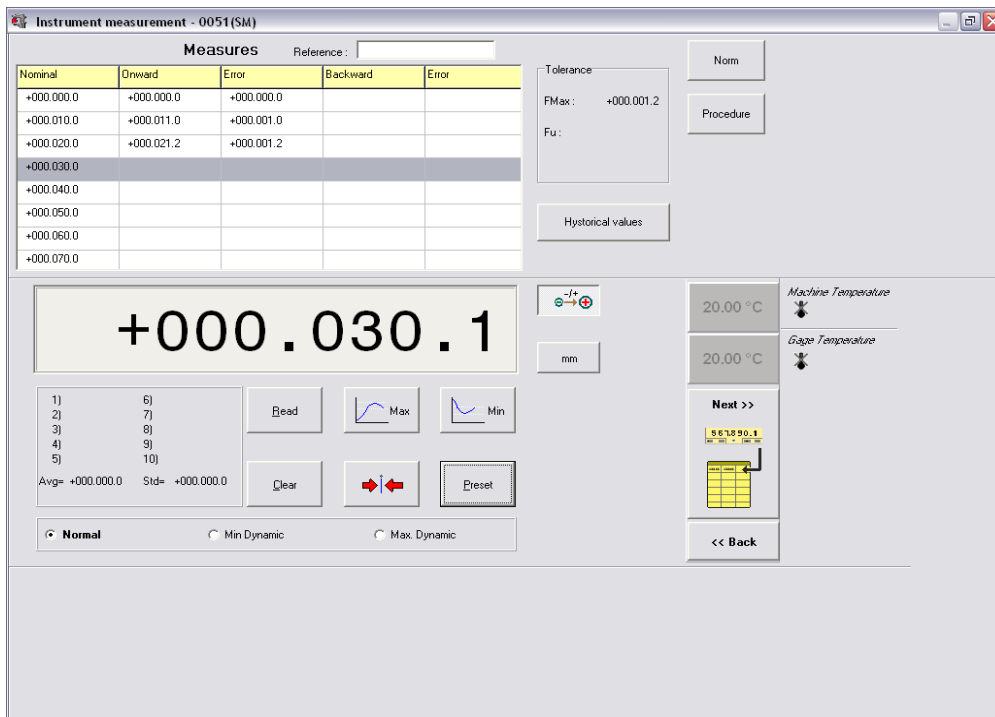 Instrument measurement - 0051(SM)
Measures Reference :
Nominal Onward Error Backward Error
+000.000.0 +000.000.0 +000.000.0
+000.010.0 +000.011.0 +000.001.0
+000.020.0 +000.021.2 +000.001.2
+000.030.0
+000.040.0
+000.050.0
+000.060.0
+000.070.0
Tolerance
FMax : +000.001.2
Fu :
Norm
Procedure
Hystorical values
+000.030.1
-/+
mm
20.00 °C Machine Temperature
20.00 °C Gage Temperature
1) 6)
2) 7)
3) 8)
4) 9)
5) 10)
Avg= +000.000.0 Std= +000.000.0
Read Max Min
Clear Preset
Normal Min Dynamic Max. Dynamic
Next >>
567.890.1
<< Back